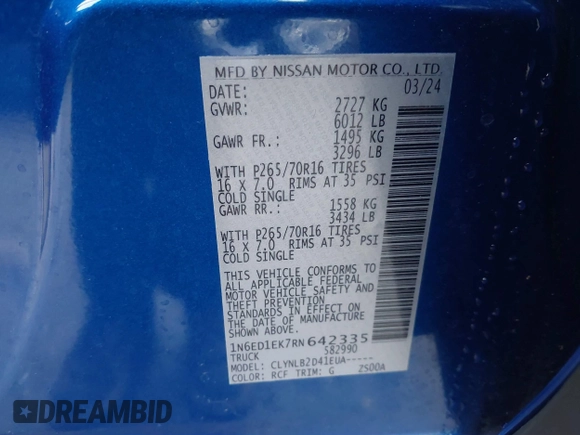 MFD BY NISSAN MOTOR CO., LTD.
DATE: 03/24
GVWR: 2727 KG
6012 LB
GAWR FR.: 1495 KG
3296 LB
WITH P265/70R16 TIRES
16 X 7.0 RIMS AT 35 PSI
COLD SINGLE
GAWR RR.: 1558 KG
3434 LB
WITH P265/70R16 TIRES
16 X 7.0 RIMS AT 35 PSI
COLD SINGLE
THIS VEHICLE CONFORMS TO
ALL APPLICABLE FEDERAL
MOTOR VEHICLE SAFETY AND
THEFT PREVENTION
STANDARDS IN EFFECT ON
THE DATE OF MANUFACTURE
SHOWN ABOVE.
1N6ED1EK7RN642335
TRUCK 582990
MODEL: CLYNLB2D41EUA-----
COLOR: RCF TRIM: G ZS00A
DREAMBID